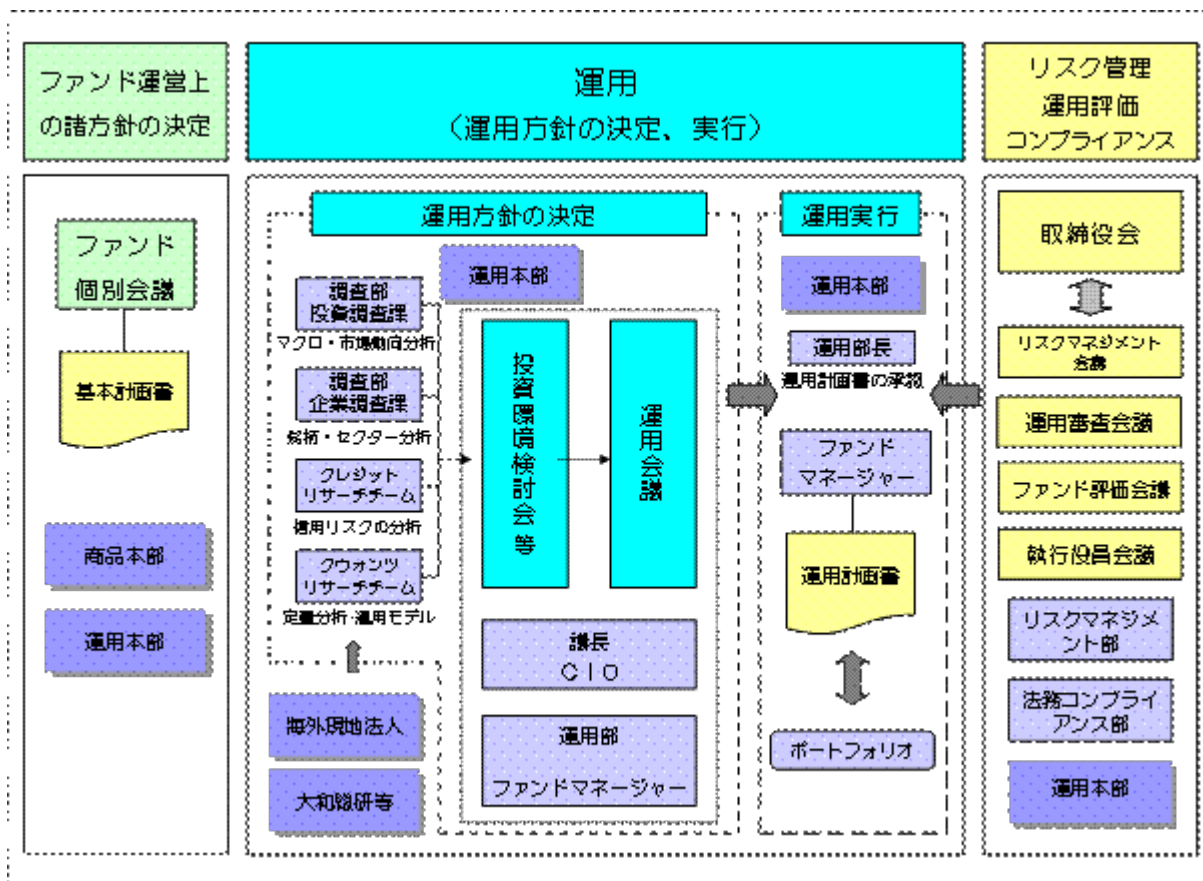 ファンド運営上
の諸方針の決定
運用
（運用方針の決定、実行）
リスク管理
運用評価
コンプライアンス
ファンド
個別会議
基本計画書
商品本部
運用本部
運用方針の決定
運用本部
調査部
投資調査課
マクロ・市場動向分析
調査部
企業調査課
銘柄・セクター分析
クレジット
リサーチチーム
信用リスクの分析
クウォンツ
リサーチチーム
定量分析・運用モデル
海外現地法人
大和総研等
投資環境検討会等
運用会議
議長
CIO
運用部
ファンドマネージャー
運用実行
運用本部
運用部長
運用計画書の承認
ファンド
マネージャー
運用計画書
ポートフォリオ
取締役会
リスクマネジメント
会議
運用審査会議
ファンド評価会議
執行役員会議
リスクマネジメ
ント部
法務コンプライ
アンス部
運用本部